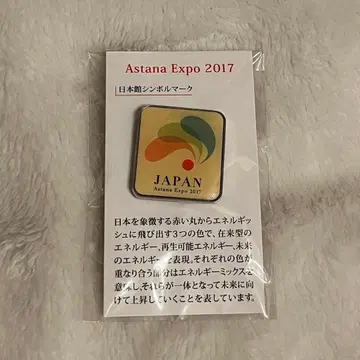 Astana Expo 2017
日本館シンボルマーク
JAPAN
Astana Expo 2017
日本を象徴する赤い丸からエネルギッ
シュに飛び出す3つの色で、在来型の
エネルギー、再生可能エネルギー、未来
のエネルギーを表現。それぞれの色が
重なり合う部分はエネルギーミックスを
意味し、それらが一体となって未来に向
けて上昇していくことを表しています。